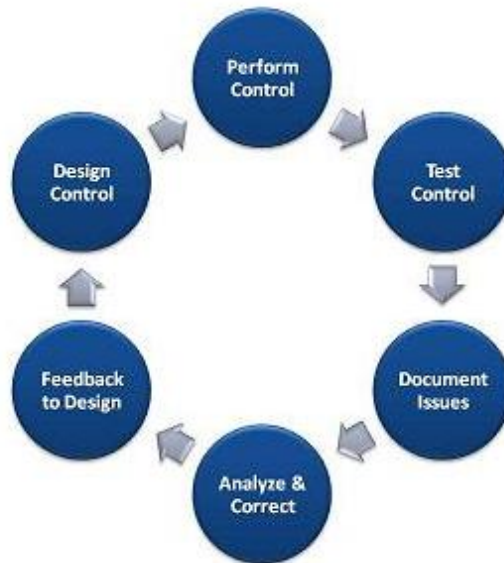 Perform
Control
Test
Control
Document
Issues
Analyze &
Correct
Feedback
to Design
Design
Control